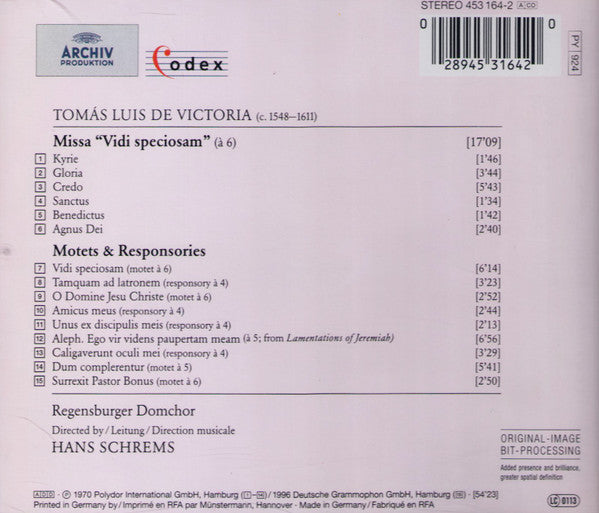 STEREO 453 164-2 ADD
ARCHIV
PRODUKTION
Codex
0 28945 31642 0
PY 924
TOMÁS LUIS DE VICTORIA (c. 1548–1611)
Missa “Vidi speciosam” (à 6) [17'09]
1 Kyrie [1'46]
2 Gloria [3'44]
3 Credo [5'43]
4 Sanctus [1'34]
5 Benedictus [1'42]
6 Agnus Dei [2'40]
Motets & Responsories
7 Vidi speciosam (motet à 6) [6'14]
8 Tamquam ad latronem (responsory à 4) [3'23]
9 O Domine Jesu Christe (motet à 6) [2'52]
10 Amicus meus (responsory à 4) [2'44]
11 Unus ex discipulis meis (responsory à 4) [2'13]
12 Aleph. Ego vir videns paupertam meam (à 5; from Lamentations of Jeremiah) [6'56]
13 Caligaverunt oculi mei (responsory à 4) [3'29]
14 Dum complerentur (motet à 5) [5'41]
15 Surrexit Pastor Bonus (motet à 6) [2'50]
Regensburger Domchor
Directed by / Leitung / Direction musicale
HANS SCHREMS
ORIGINAL-IMAGE
BIT-PROCESSING
Added presence and brilliance,
greater spatial definition
ADD · ℗ 1970 Polydor International GmbH, Hamburg / 1996 Deutsche Grammophon GmbH, Hamburg · [54'23]
Printed in Germany by / Imprimé en RFA par Münstermann, Hannover · Made in Germany / Fabriqué en RFA
LC 0113